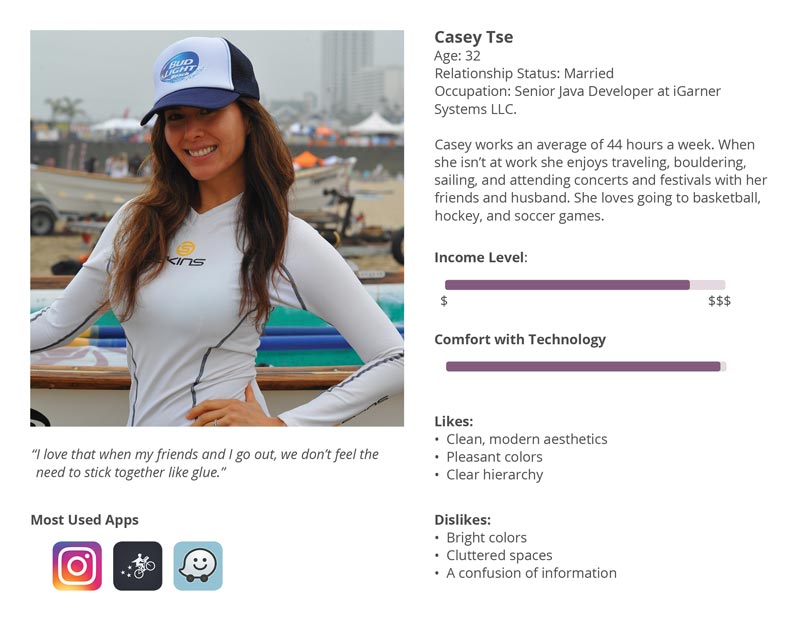 BUD
LIGHT
SKINS
“I love that when my friends and I go out, we don’t feel the
need to stick together like glue.”
Most Used Apps
Casey Tse
Age: 32
Relationship Status: Married
Occupation: Senior Java Developer at iGarner
Systems LLC.
Casey works an average of 44 hours a week. When
she isn’t at work she enjoys traveling, bouldering,
sailing, and attending concerts and festivals with her
friends and husband. She loves going to basketball,
hockey, and soccer games.
Income Level:
$ $$$
Comfort with Technology
Likes:
• Clean, modern aesthetics
• Pleasant colors
• Clear hierarchy
Dislikes:
• Bright colors
• Cluttered spaces
• A confusion of information